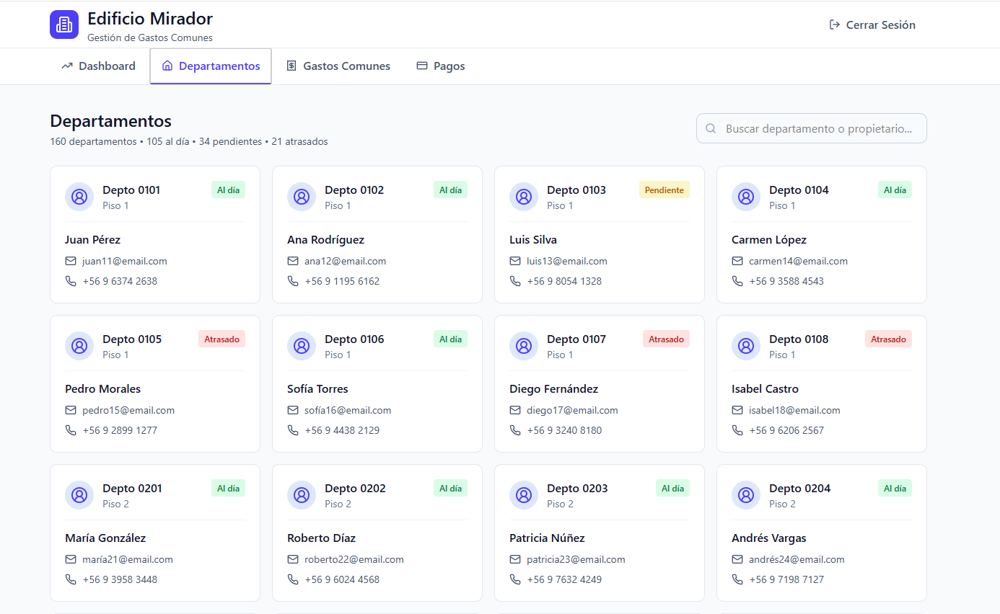 Edificio Mirador
Gestión de Gastos Comunes
Cerrar Sesión
Dashboard
Departamentos
Gastos Comunes
Pagos
Departamentos
160 departamentos • 105 al día • 34 pendientes • 21 atrasados
Buscar departamento o propietario...
Depto 0101
Al día
Piso 1
Juan Pérez
juan11@email.com
+56 9 6374 2638
Depto 0102
Al día
Piso 1
Ana Rodríguez
ana12@email.com
+56 9 1195 6162
Depto 0103
Pendiente
Piso 1
Luis Silva
luis13@email.com
+56 9 8054 1328
Depto 0104
Al día
Piso 1
Carmen López
carmen14@email.com
+56 9 3588 4543
Depto 0105
Atrasado
Piso 1
Pedro Morales
pedro15@email.com
+56 9 2899 1277
Depto 0106
Al día
Piso 1
Sofía Torres
sofía16@email.com
+56 9 4438 2129
Depto 0107
Atrasado
Piso 1
Diego Fernández
diego17@email.com
+56 9 3240 8180
Depto 0108
Atrasado
Piso 1
Isabel Castro
isabel18@email.com
+56 9 6206 2567
Depto 0201
Al día
Piso 2
María González
maría21@email.com
+56 9 3958 3448
Depto 0202
Al día
Piso 2
Roberto Díaz
roberto22@email.com
+56 9 6024 4568
Depto 0203
Al día
Piso 2
Patricia Núñez
patricia23@email.com
+56 9 7632 4249
Depto 0204
Al día
Piso 2
Andrés Vargas
andrés24@email.com
+56 9 7198 7127